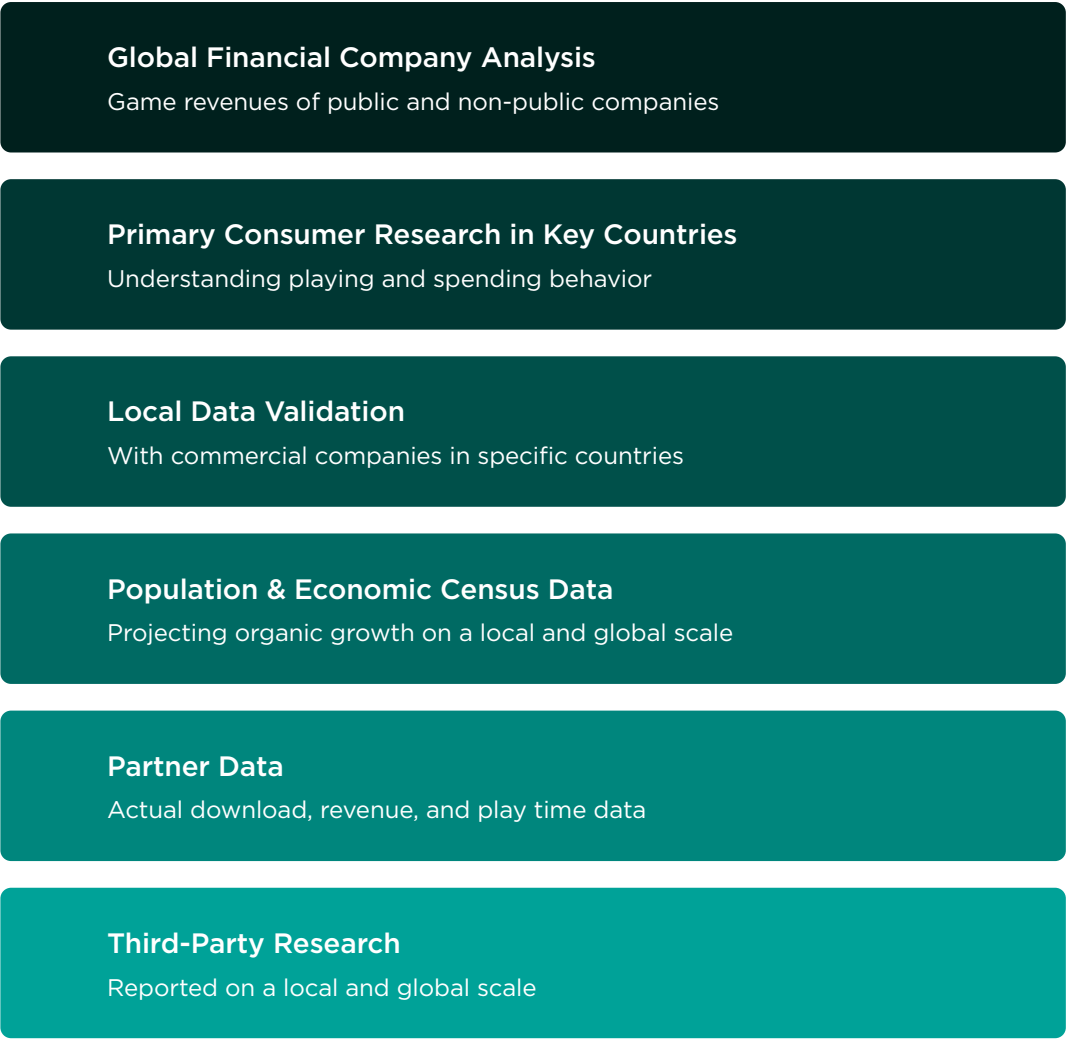 Global Financial Company Analysis
Game revenues of public and non-public companies
Primary Consumer Research in Key Countries
Understanding playing and spending behavior
Local Data Validation
With commercial companies in specific countries
Population & Economic Census Data
Projecting organic growth on a local and global scale
Partner Data
Actual download, revenue, and play time data
Third-Party Research
Reported on a local and global scale